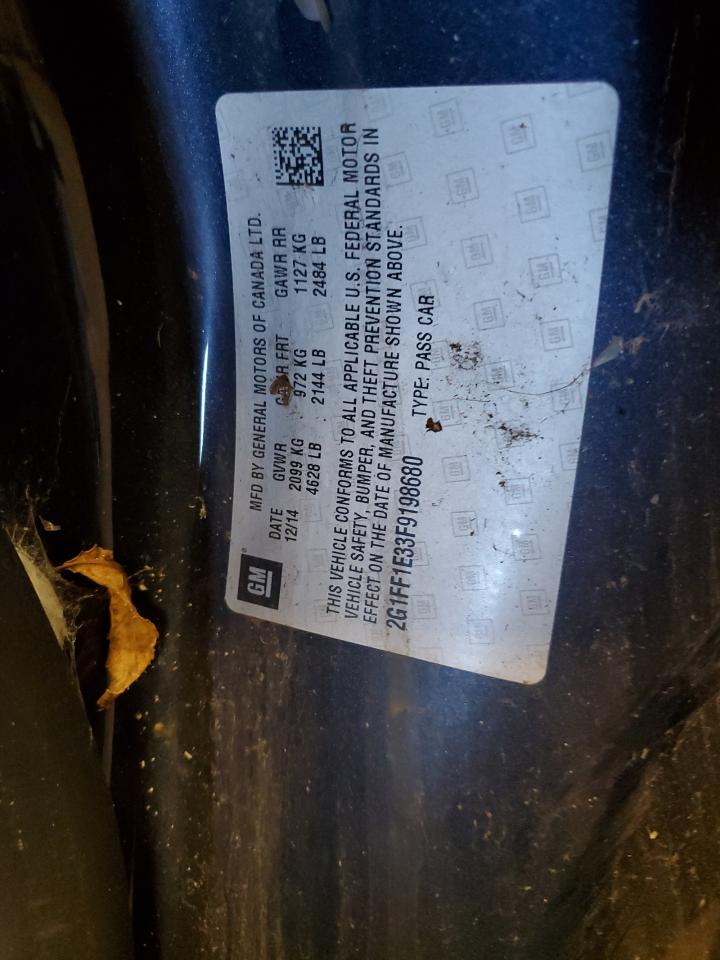 GM
MFD BY GENERAL MOTORS OF CANADA LTD.
DATE GVWR GAWR FRT GAWR RR
12/14 2099 KG 972 KG 1127 KG
4628 LB 2144 LB 2484 LB
THIS VEHICLE CONFORMS TO ALL APPLICABLE U.S. FEDERAL MOTOR
VEHICLE SAFETY, BUMPER, AND THEFT PREVENTION STANDARDS IN
EFFECT ON THE DATE OF MANUFACTURE SHOWN ABOVE.
2G1FF1E33F9198680 TYPE: PASS CAR